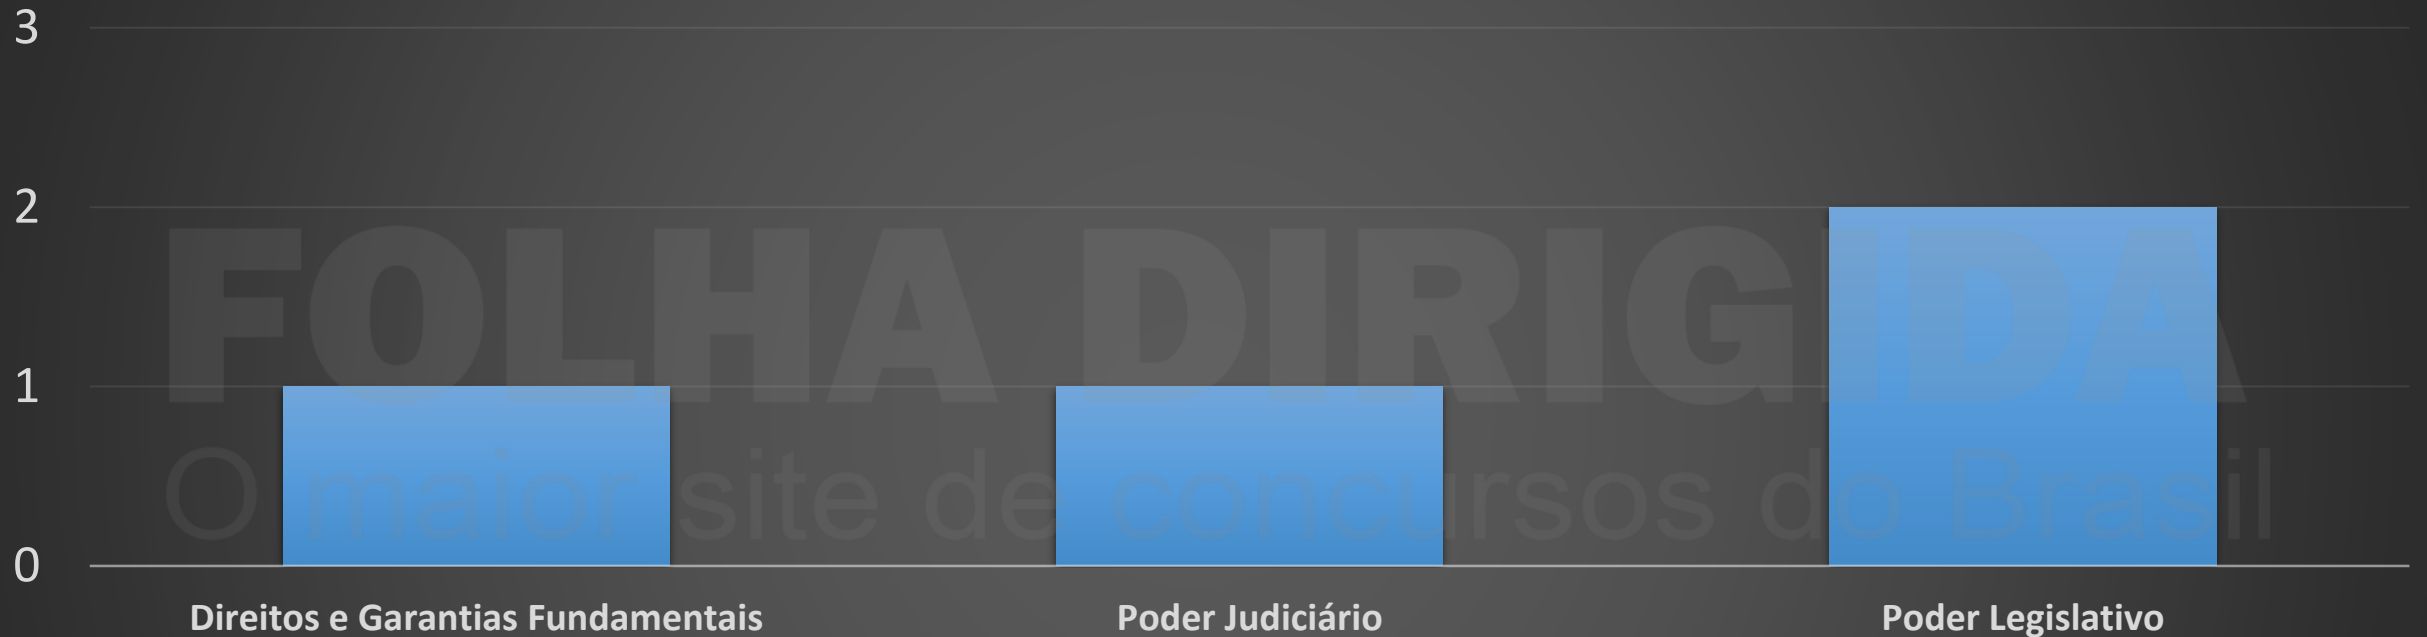 3
2
1
0
FOLHA DIRIGIDA
O maior site de concursos do Brasil
Direitos e Garantias Fundamentais
Poder Judiciário
Poder Legislativo